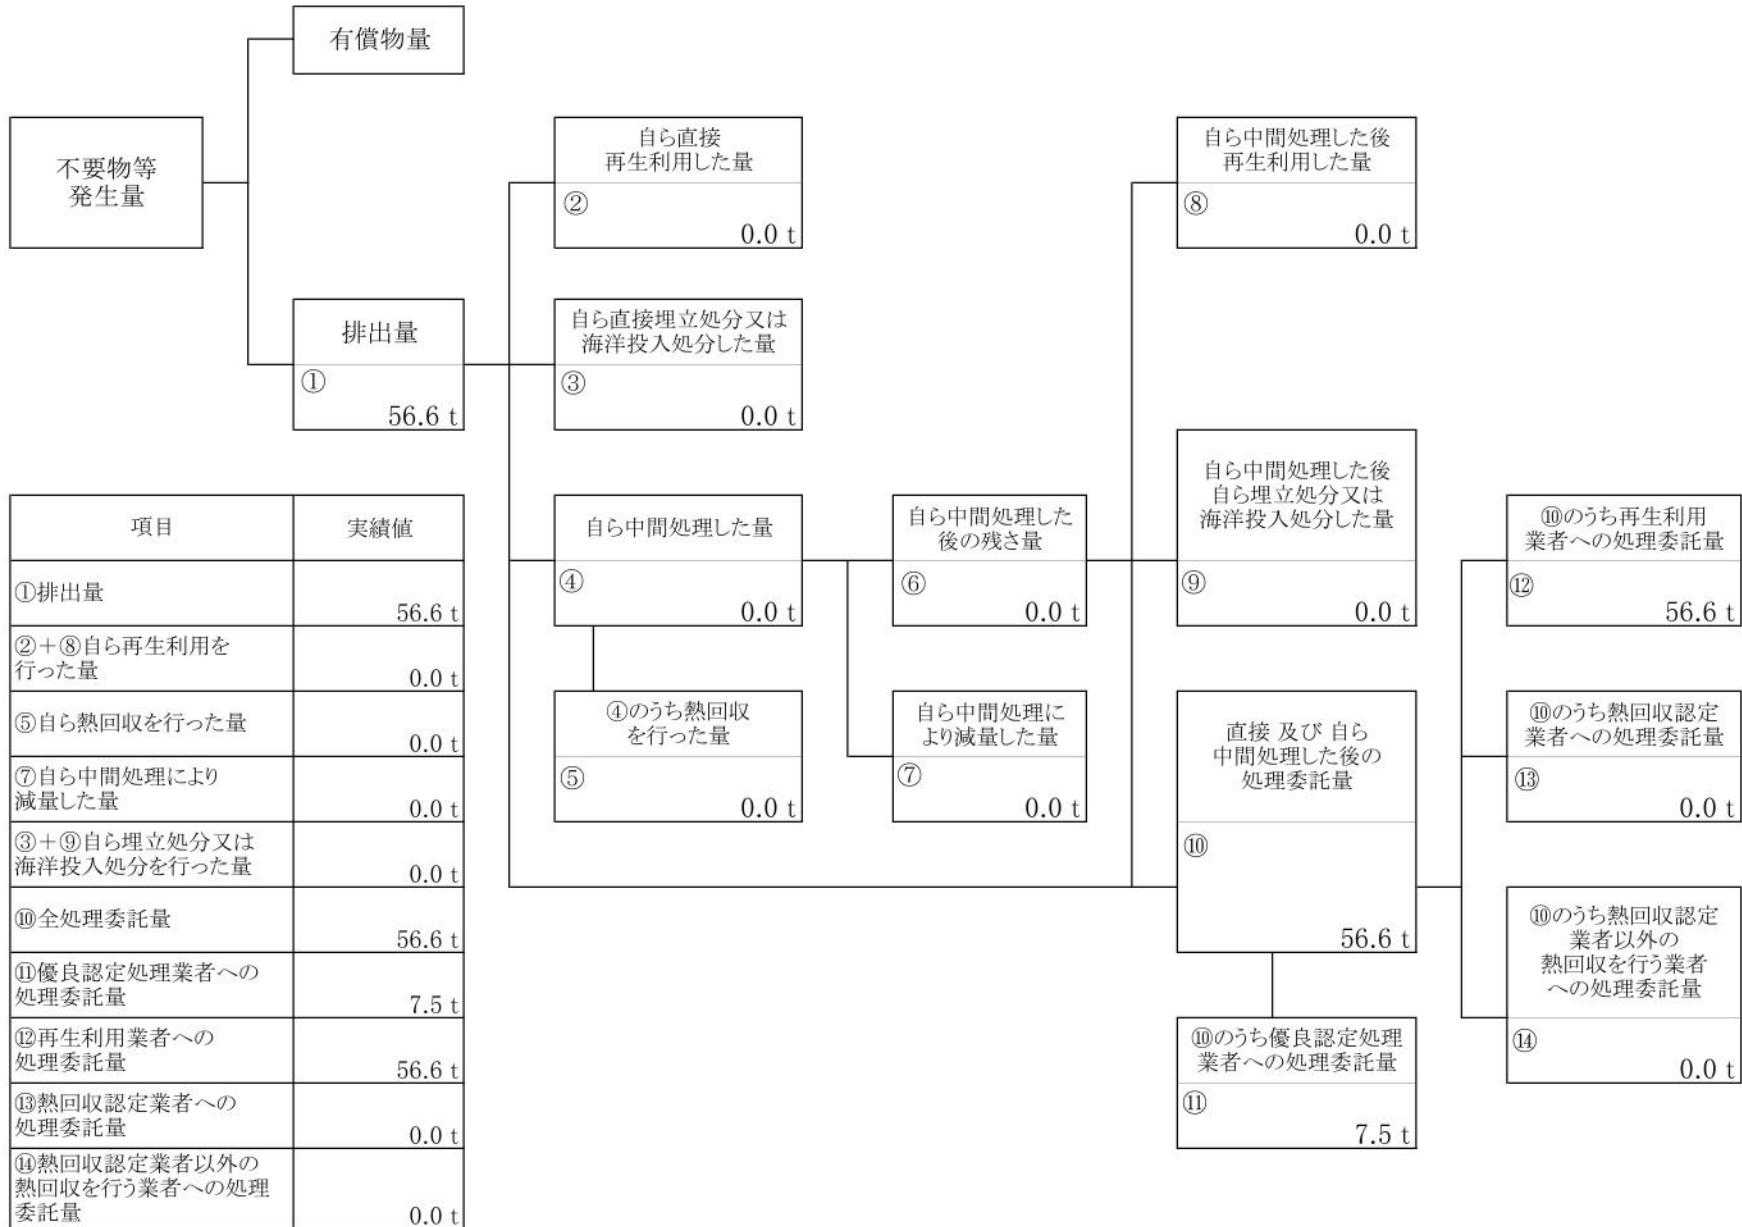 有償物量
不要物等
発生量
自ら直接
再生利用した量
②
0.0 t
自ら中間処理した後
再生利用した量
⑧
0.0 t
排出量
①
56.6 t
自ら直接埋立処分又は
海洋投入処分した量
③
0.0 t
自ら中間処理した量
④
0.0 t
自ら中間処理した
後の残さ量
⑥
0.0 t
自ら中間処理した後
自ら埋立処分又は
海洋投入処分した量
⑨
0.0 t
⑩のうち再生利用
業者への処理委託量
⑫
56.6 t
④のうち熱回収
を行った量
⑤
0.0 t
自ら中間処理に
より減量した量
⑦
0.0 t
直接 及び 自ら
中間処理した後の
処理委託量
⑩
56.6 t
⑩のうち熱回収認定
業者への処理委託量
⑬
0.0 t
⑩のうち熱回収認定
業者以外の
熱回収を行う業者
への処理委託量
⑭
0.0 t
⑩のうち優良認定処理
業者への処理委託量
⑪
7.5 t
項目 実績値
①排出量
56.6 t
②+⑧自ら再生利用を
行った量
0.0 t
⑤自ら熱回収を行った量
0.0 t
⑦自ら中間処理により
減量した量
0.0 t
③+⑨自ら埋立処分又は
海洋投入処分を行った量
0.0 t
⑩全処理委託量
56.6 t
⑪優良認定処理業者への
処理委託量
7.5 t
⑫再生利用業者への
処理委託量
56.6 t
⑬熱回収認定業者への
処理委託量
0.0 t
⑭熱回収認定業者以外の
熱回収を行う業者への処理
委託量
0.0 t